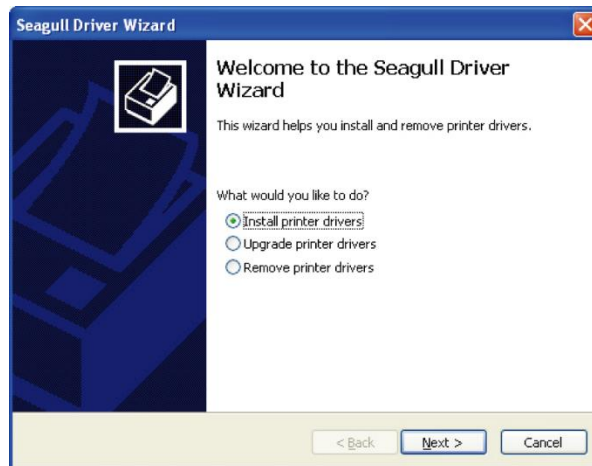 Seagull Driver Wizard
Welcome to the Seagull Driver
Wizard
This wizard helps you install and remove printer drivers.
What would you like to do?
Install printer drivers
Upgrade printer drivers
Remove printer drivers
< Back Next > Cancel